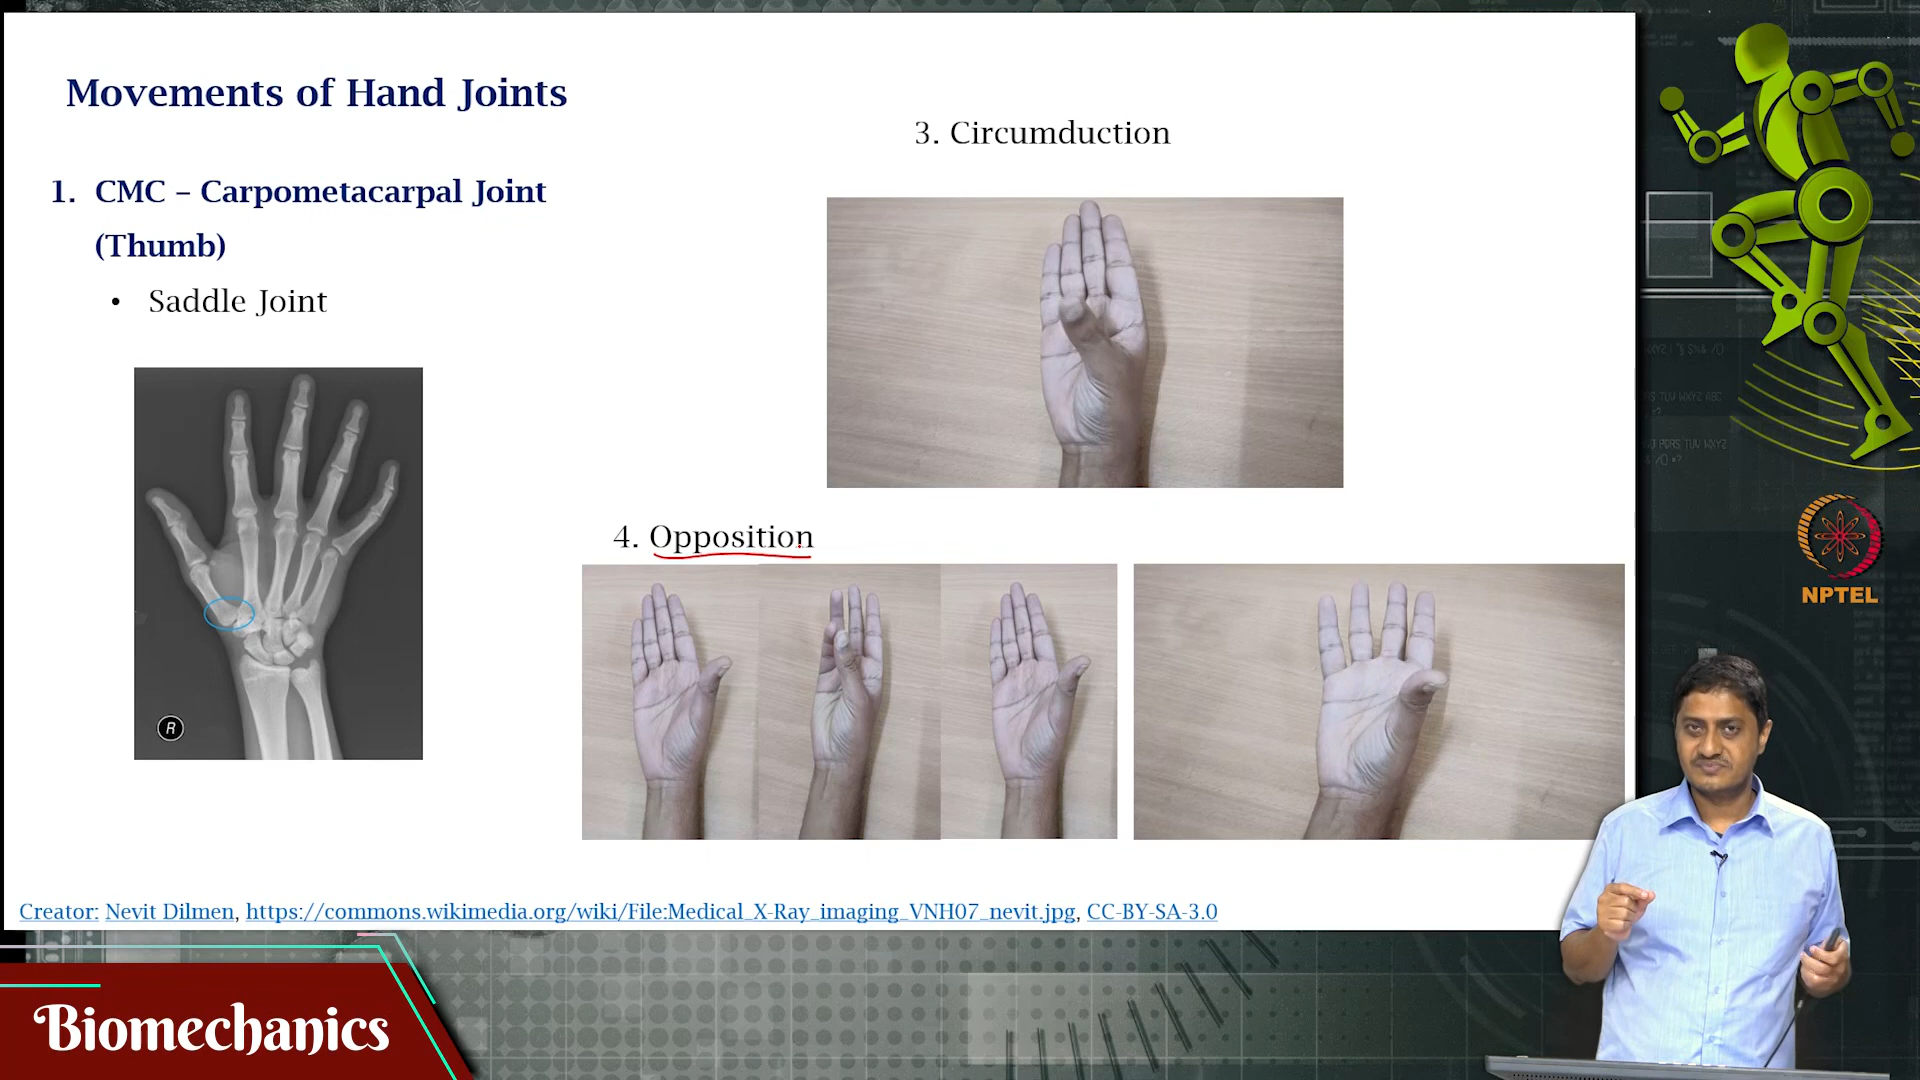 Movements of Hand Joints
1. CMC – Carpometacarpal Joint
(Thumb)
• Saddle Joint
R
3. Circumduction
4. Opposition
Creator: Nevit Dilmen, https://commons.wikimedia.org/wiki/File:Medical_X-Ray_imaging_VNH07_nevit.jpg, CC-BY-SA-3.0
NPTEL
Biomechanics